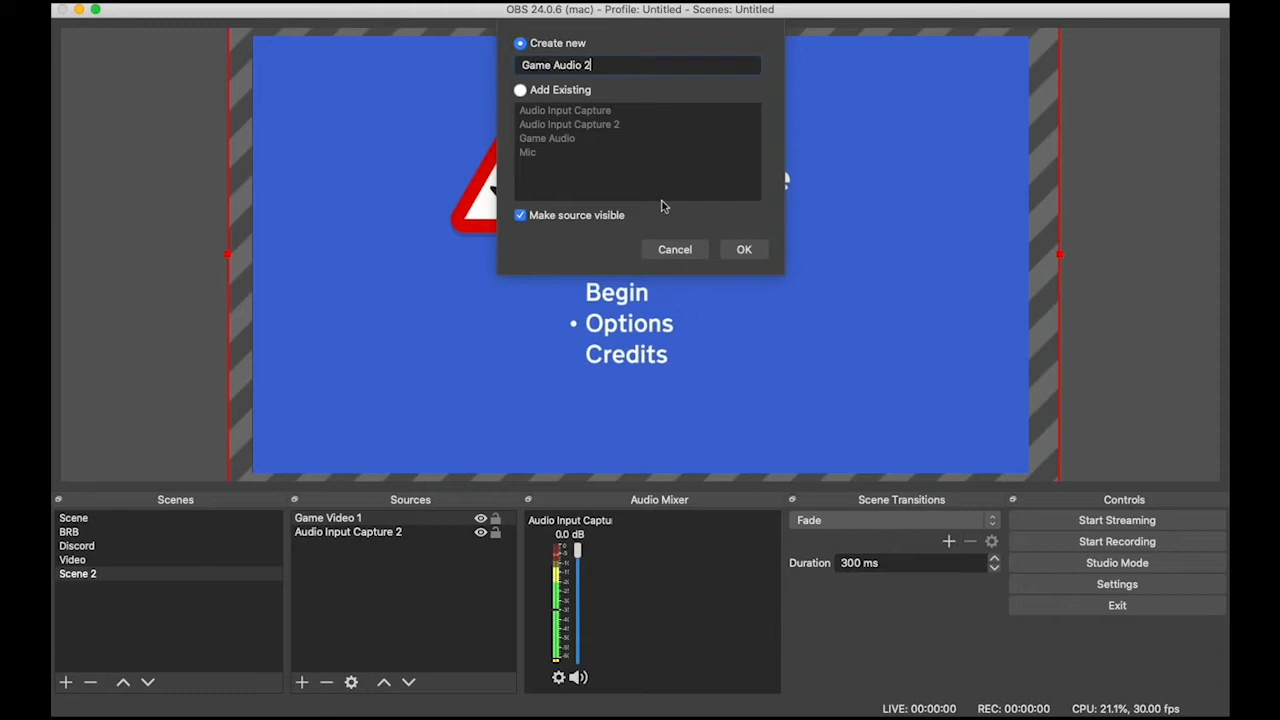 OBS 24.0.6 (mac) - Profile: Untitled - Scenes: Untitled
Create new
Game Audio 2
Add Existing
Audio Input Capture
Audio Input Capture 2
Game Audio
Mic
Make source visible
Cancel
OK
e
Begin
• Options
Credits
Scenes
Scene
BRB
Discord
Video
Scene 2
Sources
Game Video 1
Audio Input Capture 2
Audio Mixer
Audio Input Captu
0.0 dB
Scene Transitions
Fade
Duration 300 ms
Controls
Start Streaming
Start Recording
Studio Mode
Settings
Exit
LIVE: 00:00:00 REC: 00:00:00 CPU: 21.1%, 30.00 fps